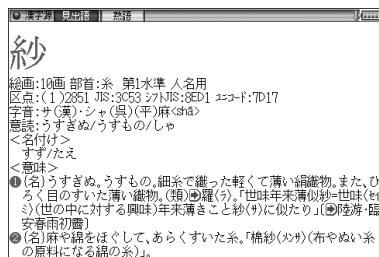 漢字源 見出語 熟語
紗
総画:10画 部首:糸 第1水準 人名用
区点:(1)2851 JIS:3C53 シフトJIS:8ED1 ユニコード:7D17
字音:サ(漢)・シャ(呉)(平)麻<shā>
意読:うすぎぬ/うすもの/しゃ
<名付け>
すず/たえ
<意味>
❶(名)うすぎぬ。うすもの。細糸で織った軽くて薄い絹織物。また、ひ
ろく目のすいた薄い織物。(類)羅(ラ)。「世味年来薄似紗=世味(セイ
ミ)(世の中に対する興味)年来薄きこと紗(サ)に似たり」(陸游・臨
安春雨初霽)
❷(名)麻や綿をほぐして、あらくすいた糸。「棉紗(メンサ)(布やぬい糸
の原料になる綿の糸)」。